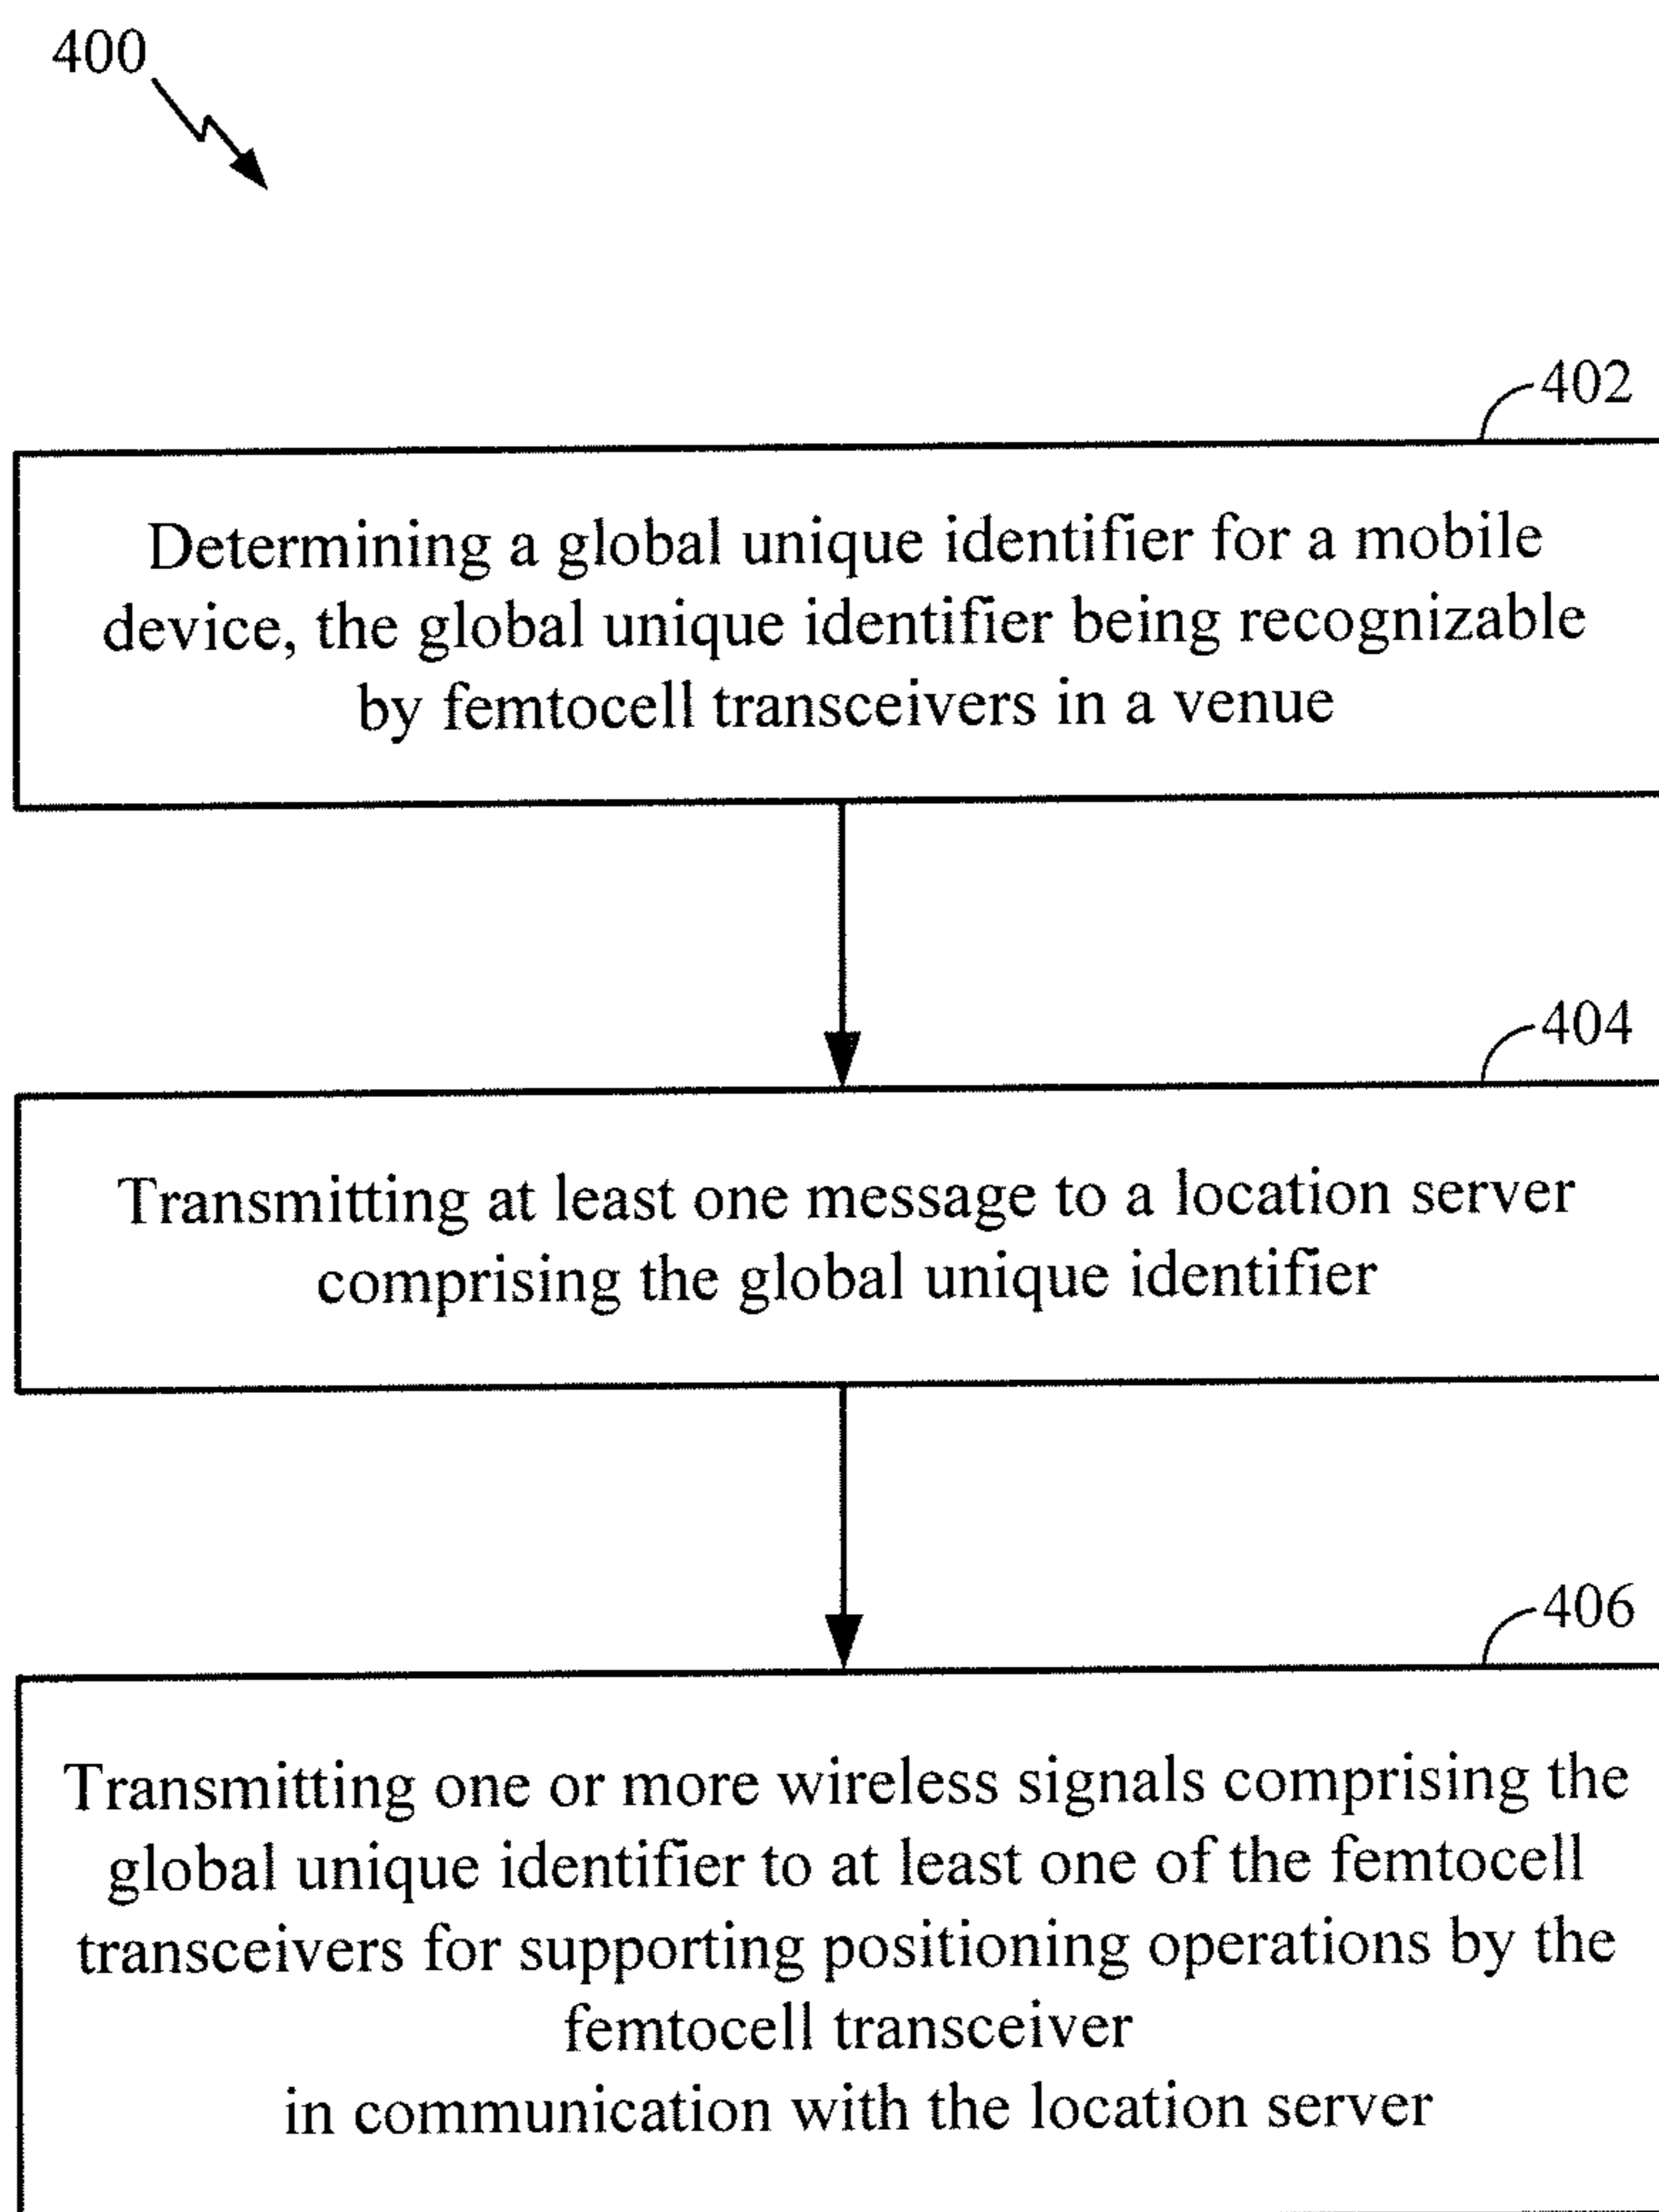 400
402
Determining a global unique identifier for a mobile
device, the global unique identifier being recognizable
by femtocell transceivers in a venue
404
Transmitting at least one message to a location server
comprising the global unique identifier
406
Transmitting one or more wireless signals comprising the
global unique identifier to at least one of the femtocell
transceivers for supporting positioning operations by the
femtocell transceiver
in communication with the location server